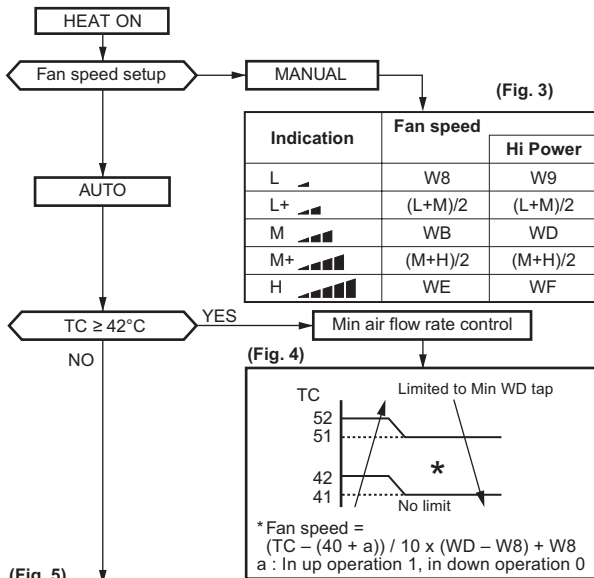 HEAT ON
Fan speed setup
MANUAL
(Fig. 3)
Indication Fan speed
Hi Power
L W8 W9
L+ (L+M)/2 (L+M)/2
M WB WD
M+ (M+H)/2 (M+H)/2
H WE WF
AUTO
TC ≥ 42°C
YES
Min air flow rate control
NO
(Fig. 4)
TC
Limited to Min WD tap
52
51
42
41
*
No limit
*Fan speed =
(TC – (40 + a)) / 10 x (WD – W8) + W8
a : In up operation 1, in down operation 0
(Fig. 5)